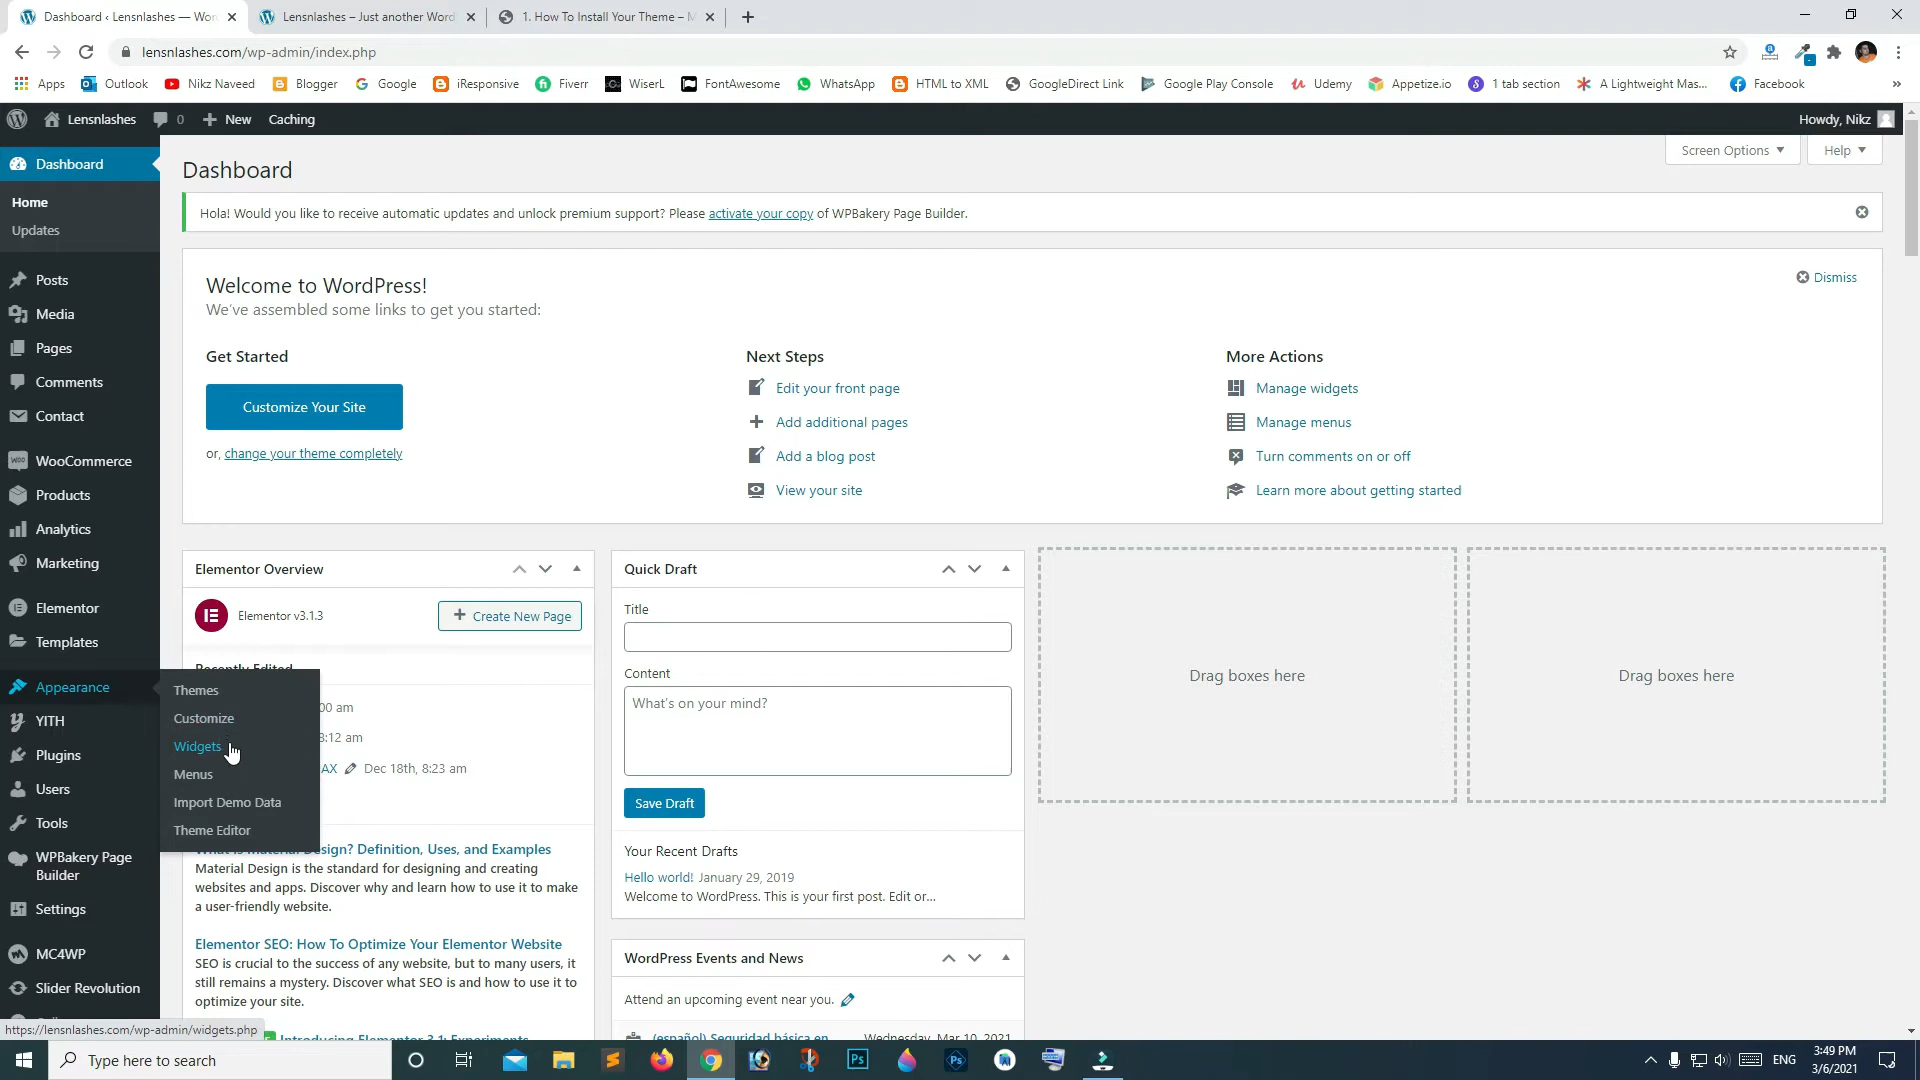 Dashboard ‹ Lensnlashes — Wor
Lensnlashes – Just another Word
1. How To Install Your Theme – M
lensnlashes.com/wp-admin/index.php
Apps
Outlook
Nikz Naveed
Blogger
Google
iResponsive
Fiverr
WiserL
FontAwesome
WhatsApp
HTML to XML
GoogleDirect Link
Google Play Console
Udemy
Appetize.io
1 tab section
A Lightweight Mas...
Facebook
»
Lensnlashes
0
New
Caching
Howdy, Nikz
Dashboard
Home
Updates
Posts
Media
Pages
Comments
Contact
WooCommerce
Products
Analytics
Marketing
Elementor
Templates
Appearance
YITH
Plugins
Users
Tools
WPBakery Page
Builder
Settings
MC4WP
Slider Revolution
Themes
Customize
Widgets
Menus
Import Demo Data
Theme Editor
Dashboard
Screen Options
Help
Hola! Would you like to receive automatic updates and unlock premium support? Please activate your copy of WPBakery Page Builder.
Welcome to WordPress!
We've assembled some links to get you started:
Dismiss
Get Started
Customize Your Site
or, change your theme completely
Next Steps
Edit your front page
Add additional pages
Add a blog post
View your site
More Actions
Manage widgets
Manage menus
Turn comments on or off
Learn more about getting started
Elementor Overview
Elementor v3.1.3
Create New Page
Recently Edited
00 am
8:12 am
AX Dec 18th, 8:23 am
What is Material Design? Definition, Uses, and Examples
Material Design is the standard for designing and creating
websites and apps. Discover why and learn how to use it to make
a user-friendly website.
Elementor SEO: How To Optimize Your Elementor Website
SEO is crucial to the success of any website, but to many users, it
still remains a mystery. Discover what SEO is and how to use it to
optimize your site.
Introducing Elementor 3.1: Experiments
Quick Draft
Title
Content
What's on your mind?
Save Draft
Your Recent Drafts
Hello world! January 29, 2019
Welcome to WordPress. This is your first post. Edit or...
WordPress Events and News
Attend an upcoming event near you.
(español) Seguridad básica en
Wednesday, Mar 10, 2021
Drag boxes here
Drag boxes here
https://lensnlashes.com/wp-admin/widgets.php
Type here to search
Ps
Ps
ENG
3:49 PM
3/6/2021